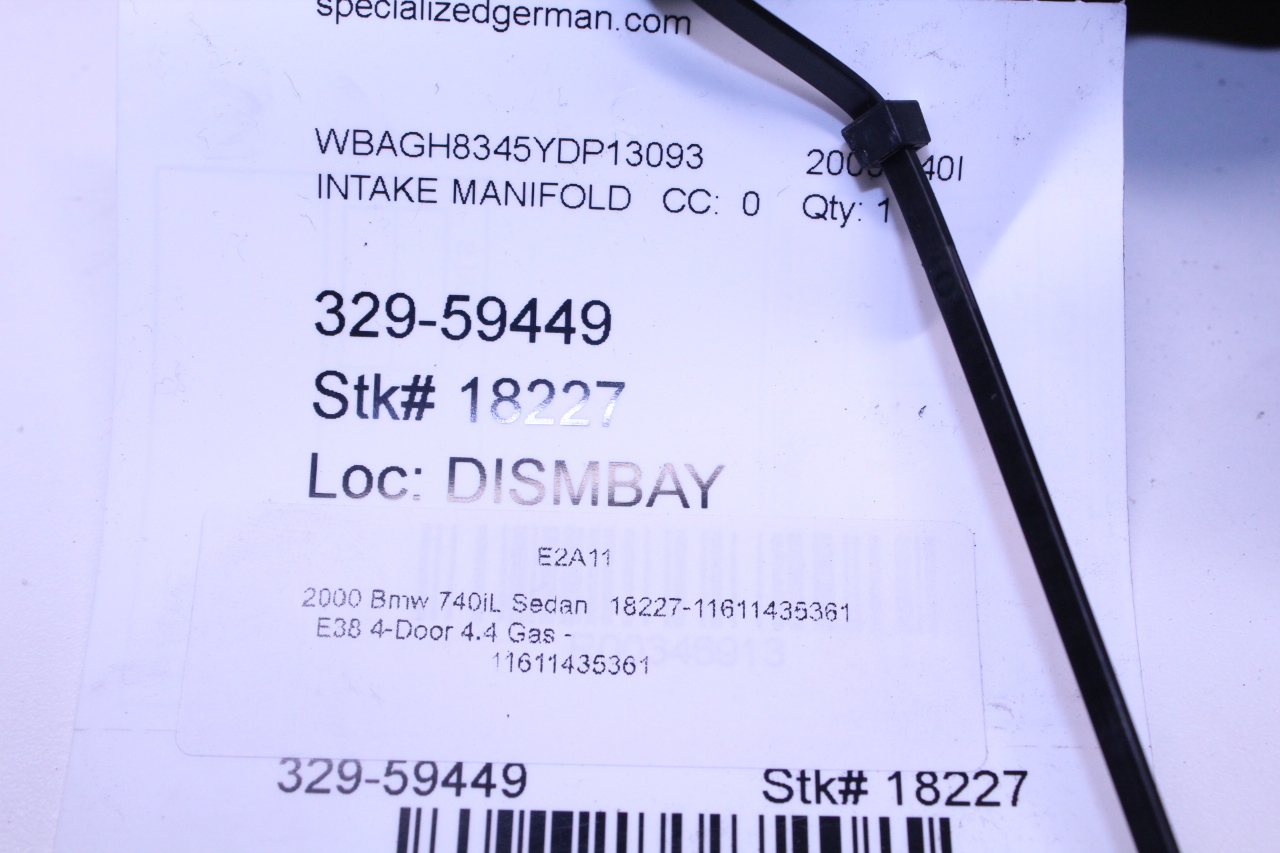 specializedgerman.com
WBAGH8345YDP13093
INTAKE MANIFOLD CC: 0 Qty: 1
329-59449
Stk# 18227
Loc: DISMBAY
E2A11
2000 Bmw 740iL Sedan 18227-11611435361
E38 4-Door 4.4 Gas -
11611435361
329-59449 Stk# 18227